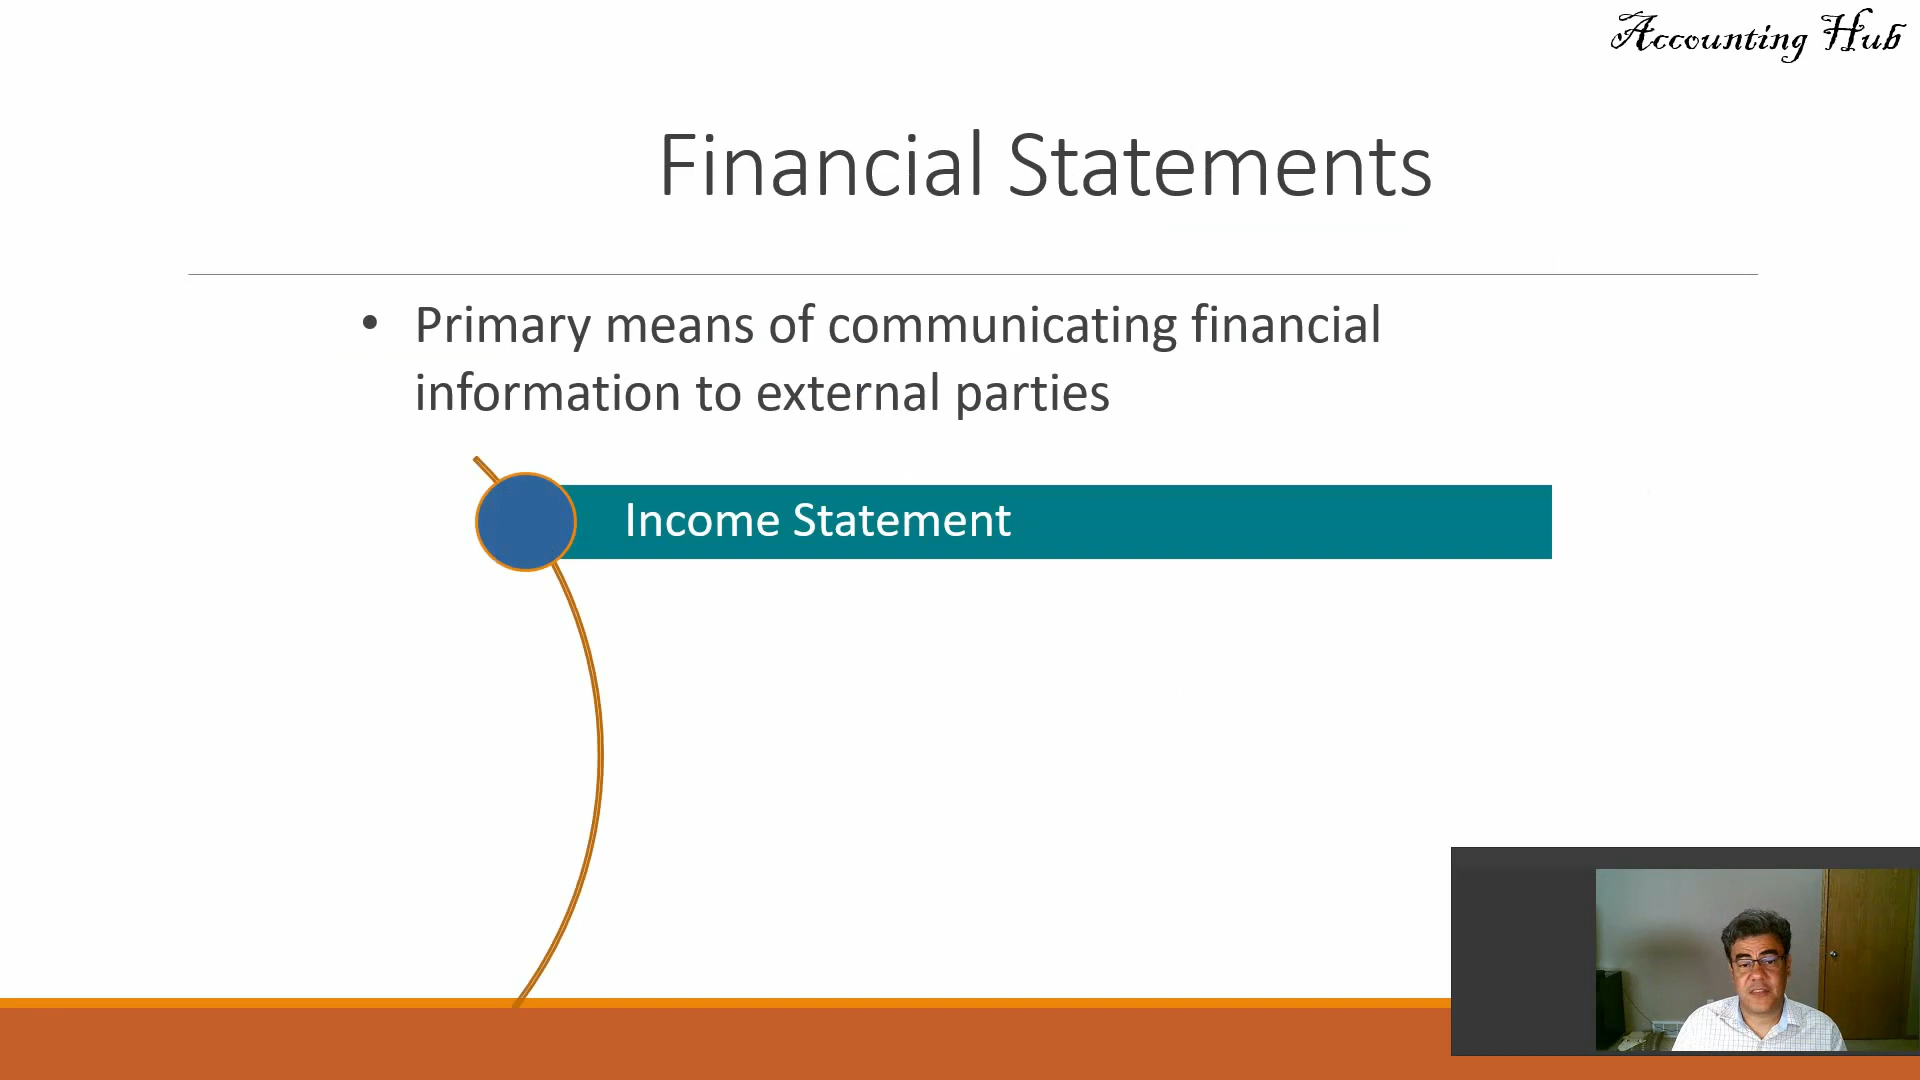 Accounting Hub
Financial Statements
• Primary means of communicating financial
information to external parties
Income Statement